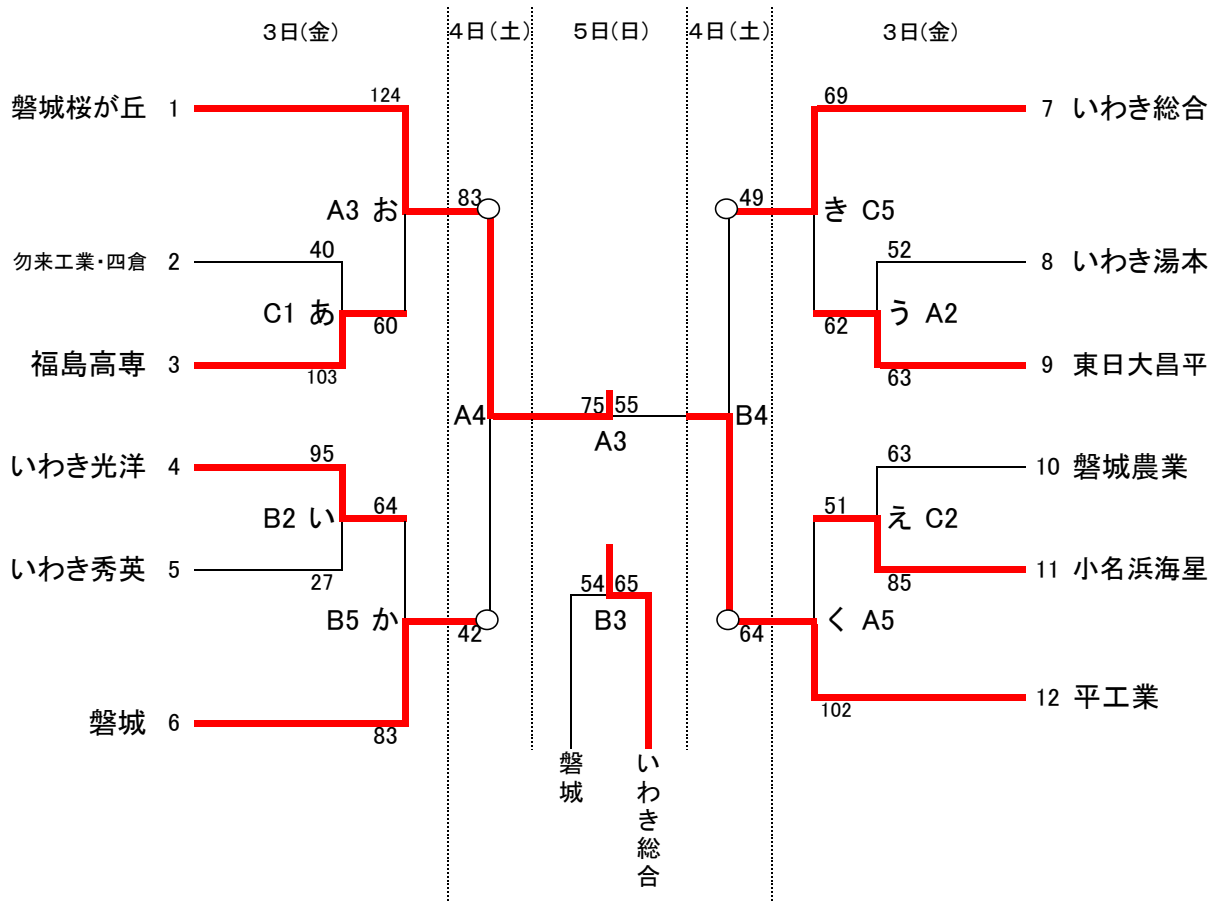 3日(金) 4日(土) 5日(日) 4日(土) 3日(金)
磐城桜が丘 1 124 69 7 いわき総合
A3 お 83 49 き C5
勿来工業・四倉 2 40 52 8 いわき湯本
C1 あ 60 62 う A2
福島高専 3 103 63 9 東日大昌平
A4 75 55 B4
A3
いわき光洋 4 95 63 10 磐城農業
B2 い 64 51 え C2
いわき秀英 5 27 85 11 小名浜海星
54 65
B5 か 42 B3 64 く A5
102 12 平工業
磐城 6 83
磐城
いわき総合